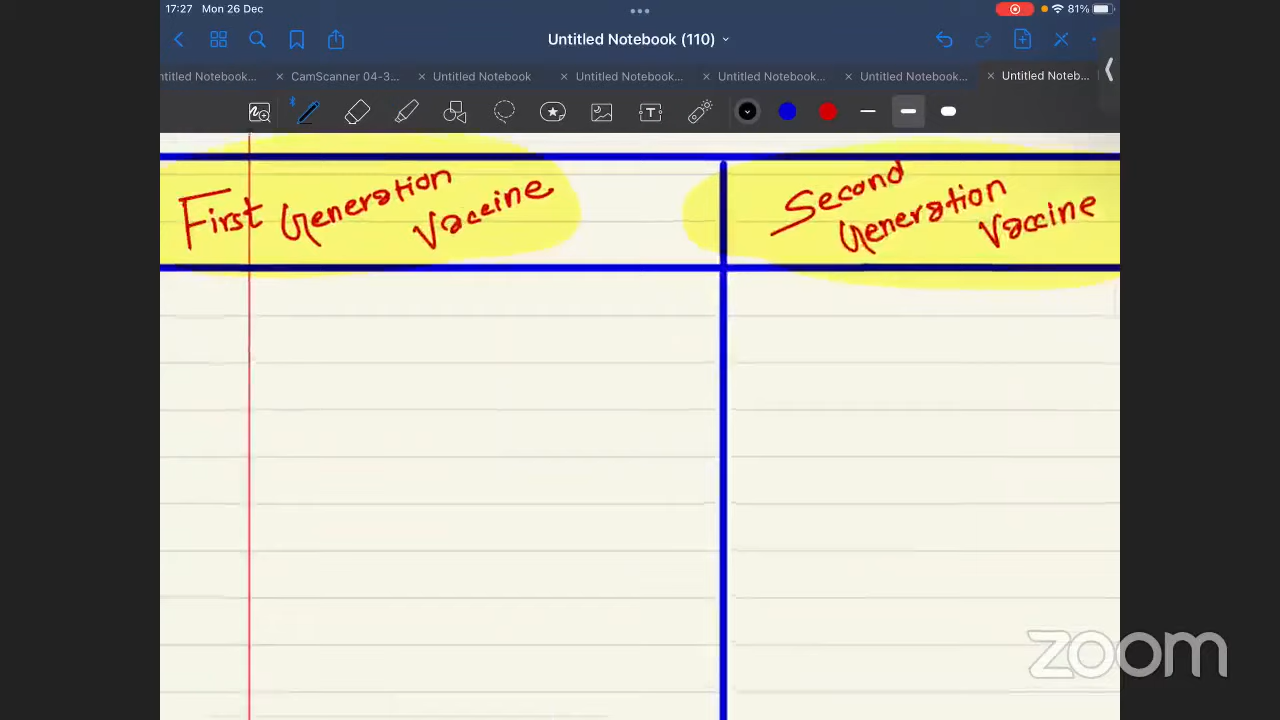 17:27 Mon 26 Dec
81%
Untitled Notebook (110)
ntitled Notebook...
CamScanner 04-3...
Untitled Notebook
Untitled Notebook...
Untitled Notebook...
Untitled Notebook...
Untitled Noteb...
First Generation
Vaccine
Second
Generation
Vaccine
zoom